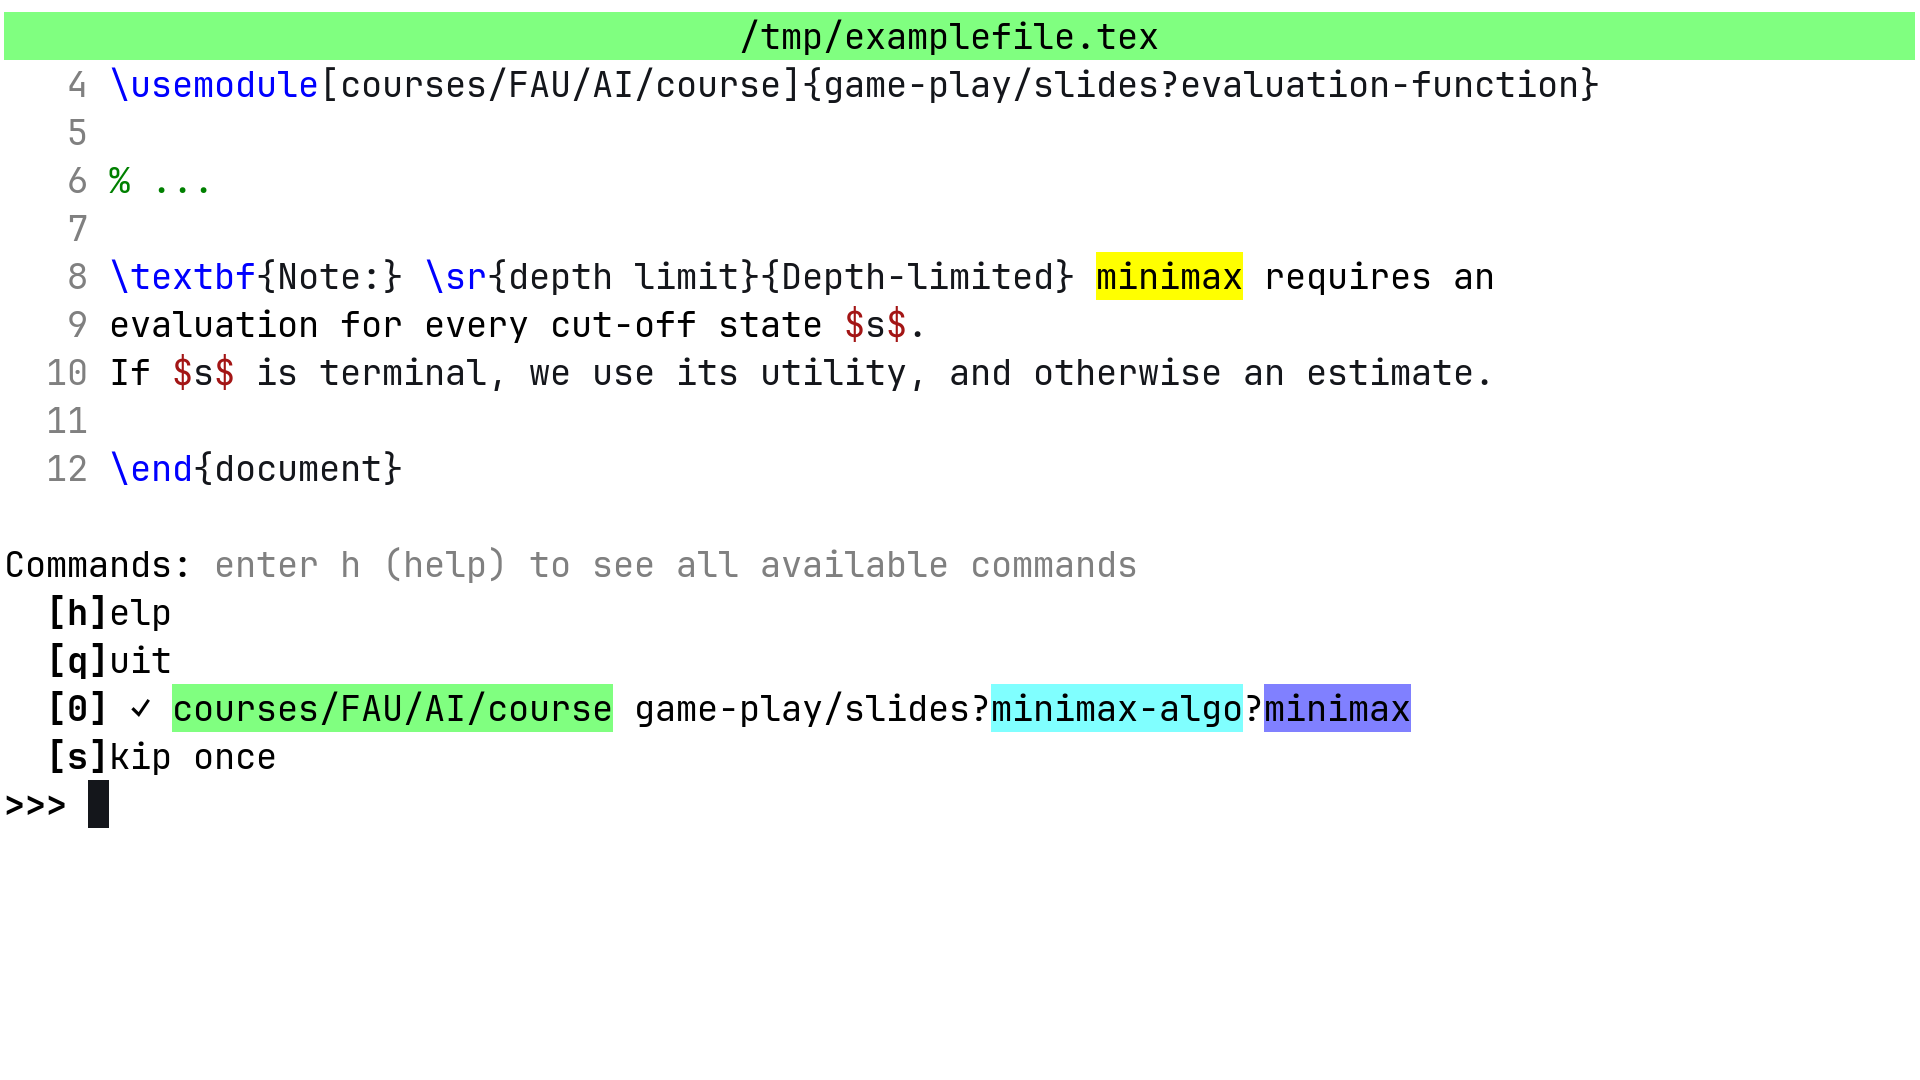 /tmp/examplefile.tex
4 \usemodule[courses/FAU/AI/course]{game-play/slides?evaluation-function}
5
6 % ...
7
8 \textbf{Note:} \sr{depth limit}{Depth-limited} minimax requires an
9 evaluation for every cut-off state $s$.
10 If $s$ is terminal, we use its utility, and otherwise an estimate.
11
12 \end{document}
Commands: enter h (help) to see all available commands
[h]elp
[q]uit
[0] ✓ courses/FAU/AI/course game-play/slides?minimax-algo?minimax
[s]kip once
>>>